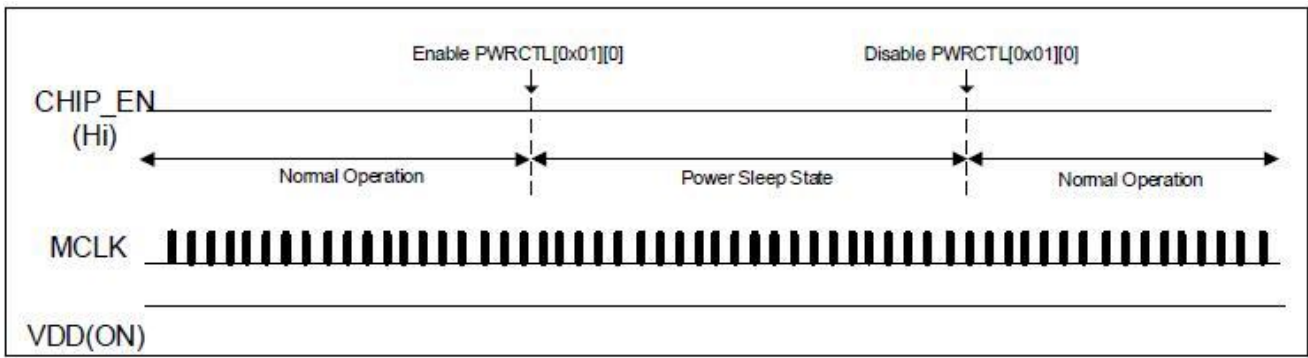 Enable PWRCTL[0x01][0] Disable PWRCTL[0x01][0]
CHIP_EN
(Hi)
Normal Operation Power Sleep State Normal Operation
MCLK
VDD(ON)